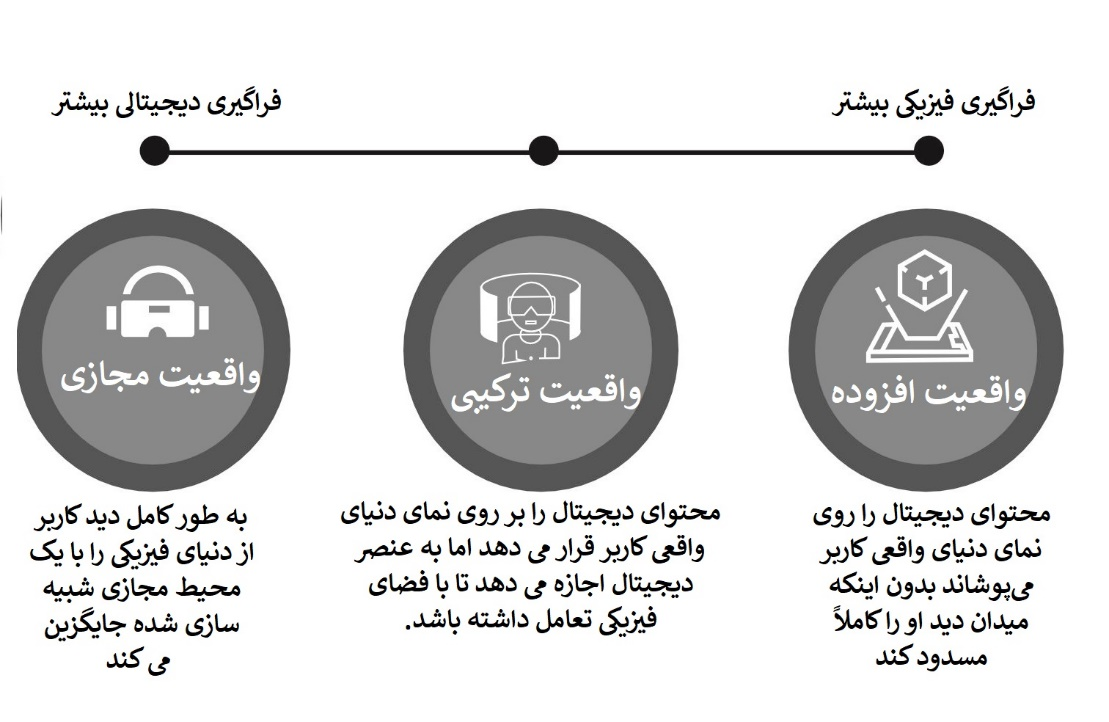 فراگیری فیزیکی بیشتر
فراگیری دیجیتالی بیشتر
واقعیت افزوده
محتوای دیجیتال را روی
نمای دنیای واقعی کاربر
می‌پوشاند بدون اینکه
میدان دید او را کاملاً
مسدود کند
واقعیت ترکیبی
محتوای دیجیتال را بر روی نمای دنیای
واقعی کاربر قرار می دهد اما به عنصر
دیجیتال اجازه می دهد تا با فضای
فیزیکی تعامل داشته باشد.
واقعیت مجازی
به طور کامل دید کاربر
از دنیای فیزیکی را با یک
محیط مجازی شبیه
سازی شده جایگزین
می کند